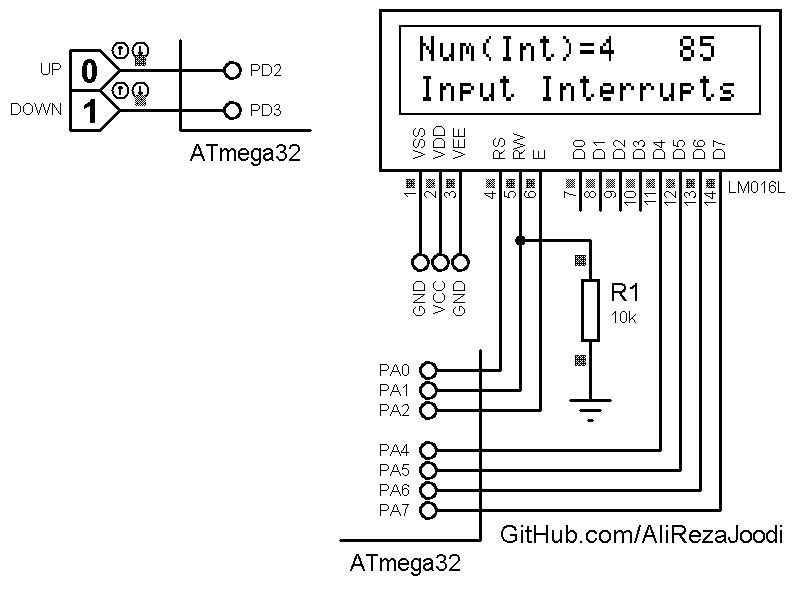 UP 0 PD2
DOWN 1 PD3
ATmega32
Num(Int)=4 85
Input Interrupts
VSS VDD VEE RS RW E D0 D1 D2 D3 D4 D5 D6 D7
1 2 3 4 5 6 7 8 9 10 11 12 13 14 LM016L
GND VCC GND
R1
10k
PA0
PA1
PA2
PA4
PA5
PA6
PA7
GitHub.com/AliRezaJoodi
ATmega32